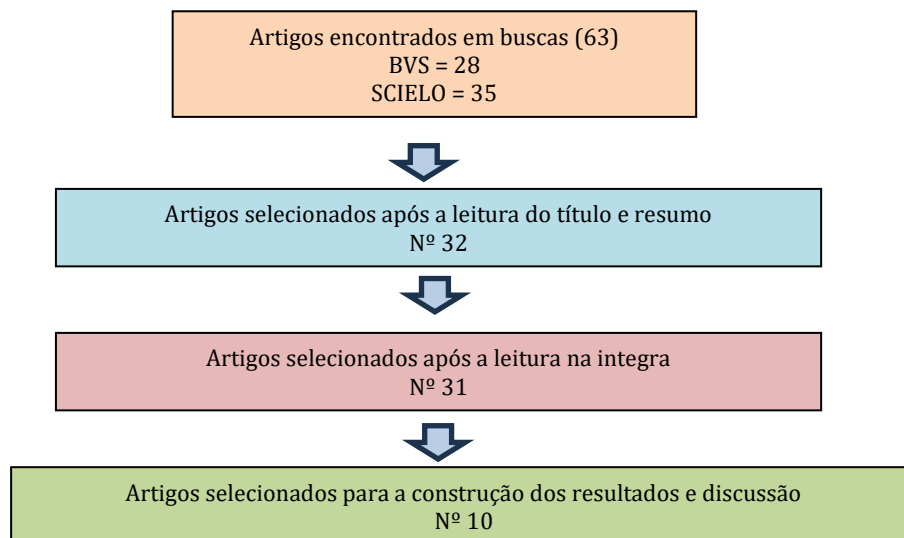 Artigos encontrados em buscas (63)
BVS = 28
SCIELO = 35
Artigos selecionados após a leitura do título e resumo
Nº 32
Artigos selecionados após a leitura na integra
Nº 31
Artigos selecionados para a construção dos resultados e discussão
Nº 10